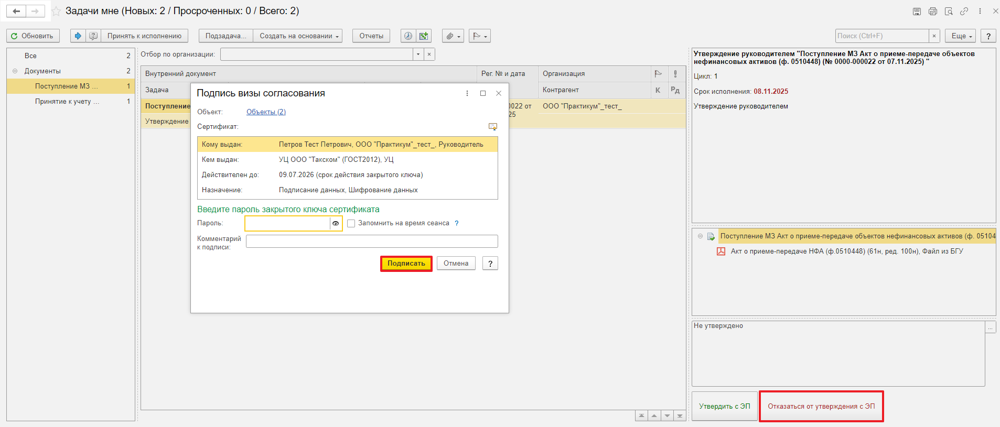 Задачи мне (Новых: 2 / Просроченных: 0 / Всего: 2)
Обновить
Принять к исполнению
Подзадача...
Создать на основании
Отчеты
Поиск (Ctrl+F)
×
Еще
?
Все 2
Документы 2
Поступление МЗ ... 1
Принятие к учету ... 1
Отбор по организации:
×
Внутренний документ
Рег. № и дата
Организация
Задача
Контрагент
К
Рд
Поступление
0022 от
25
ООО "Практикум"_тест_
Утверждение
Подпись визы согласования
Объект: Объекты (2)
Сертификат:
Кому выдан: Петров Тест Петрович, ООО "Практикум"_тест_, Руководитель
Кем выдан: УЦ ООО "Такском" (ГОСТ2012), УЦ
Действителен до: 09.07.2026 (срок действия закрытого ключа)
Назначение: Подписание данных, Шифрование данных
Введите пароль закрытого ключа сертификата
Пароль:
Запомнить на время сеанса ?
Комментарий
к подписи:
Подписать
Отмена
?
Утверждение руководителем "Поступление МЗ Акт о приеме-передаче объектов
нефинансовых активов (ф. 0510448) (№ 0000-000022 от 07.11.2025) "
Цикл: 1
Срок исполнения: 08.11.2025
Утверждение руководителем
Поступление МЗ Акт о приеме-передаче объектов нефинансовых активов (ф. 05104
Акт о приеме-передаче НФА (ф.0510448) (61н, ред. 100н), Файл из БГУ
Не утверждено
...
Утвердить с ЭП
Отказаться от утверждения с ЭП